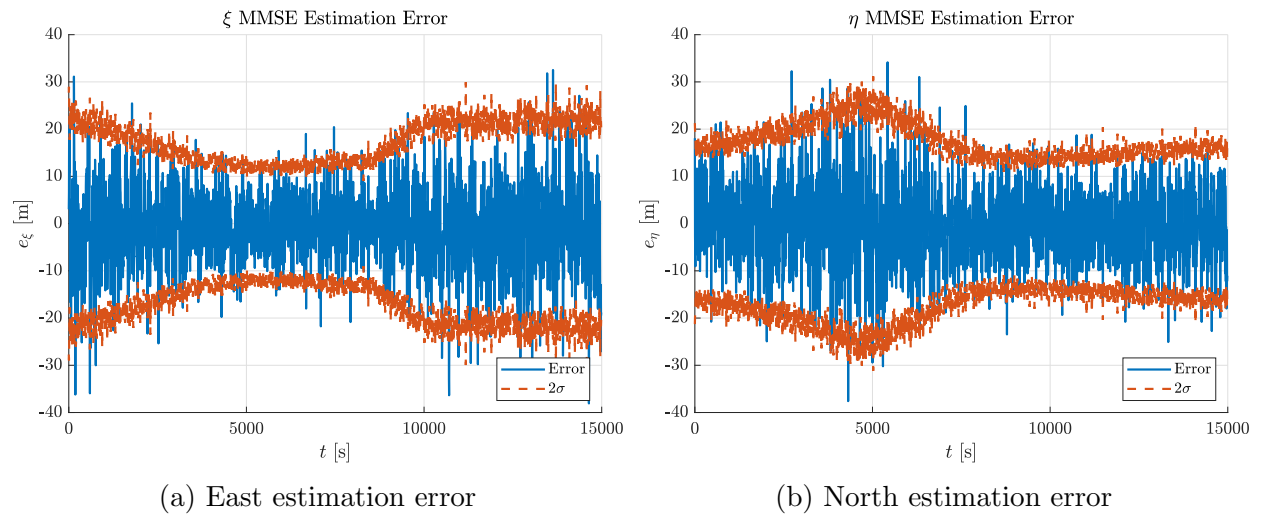 ξ MMSE Estimation Error
40
30
20
10
0
-10
-20
-30
-40
e_ξ [m]
0 5000 10000 15000
t [s]
Error
2σ
(a) East estimation error
η MMSE Estimation Error
40
30
20
10
0
-10
-20
-30
-40
e_η [m]
0 5000 10000 15000
t [s]
Error
2σ
(b) North estimation error